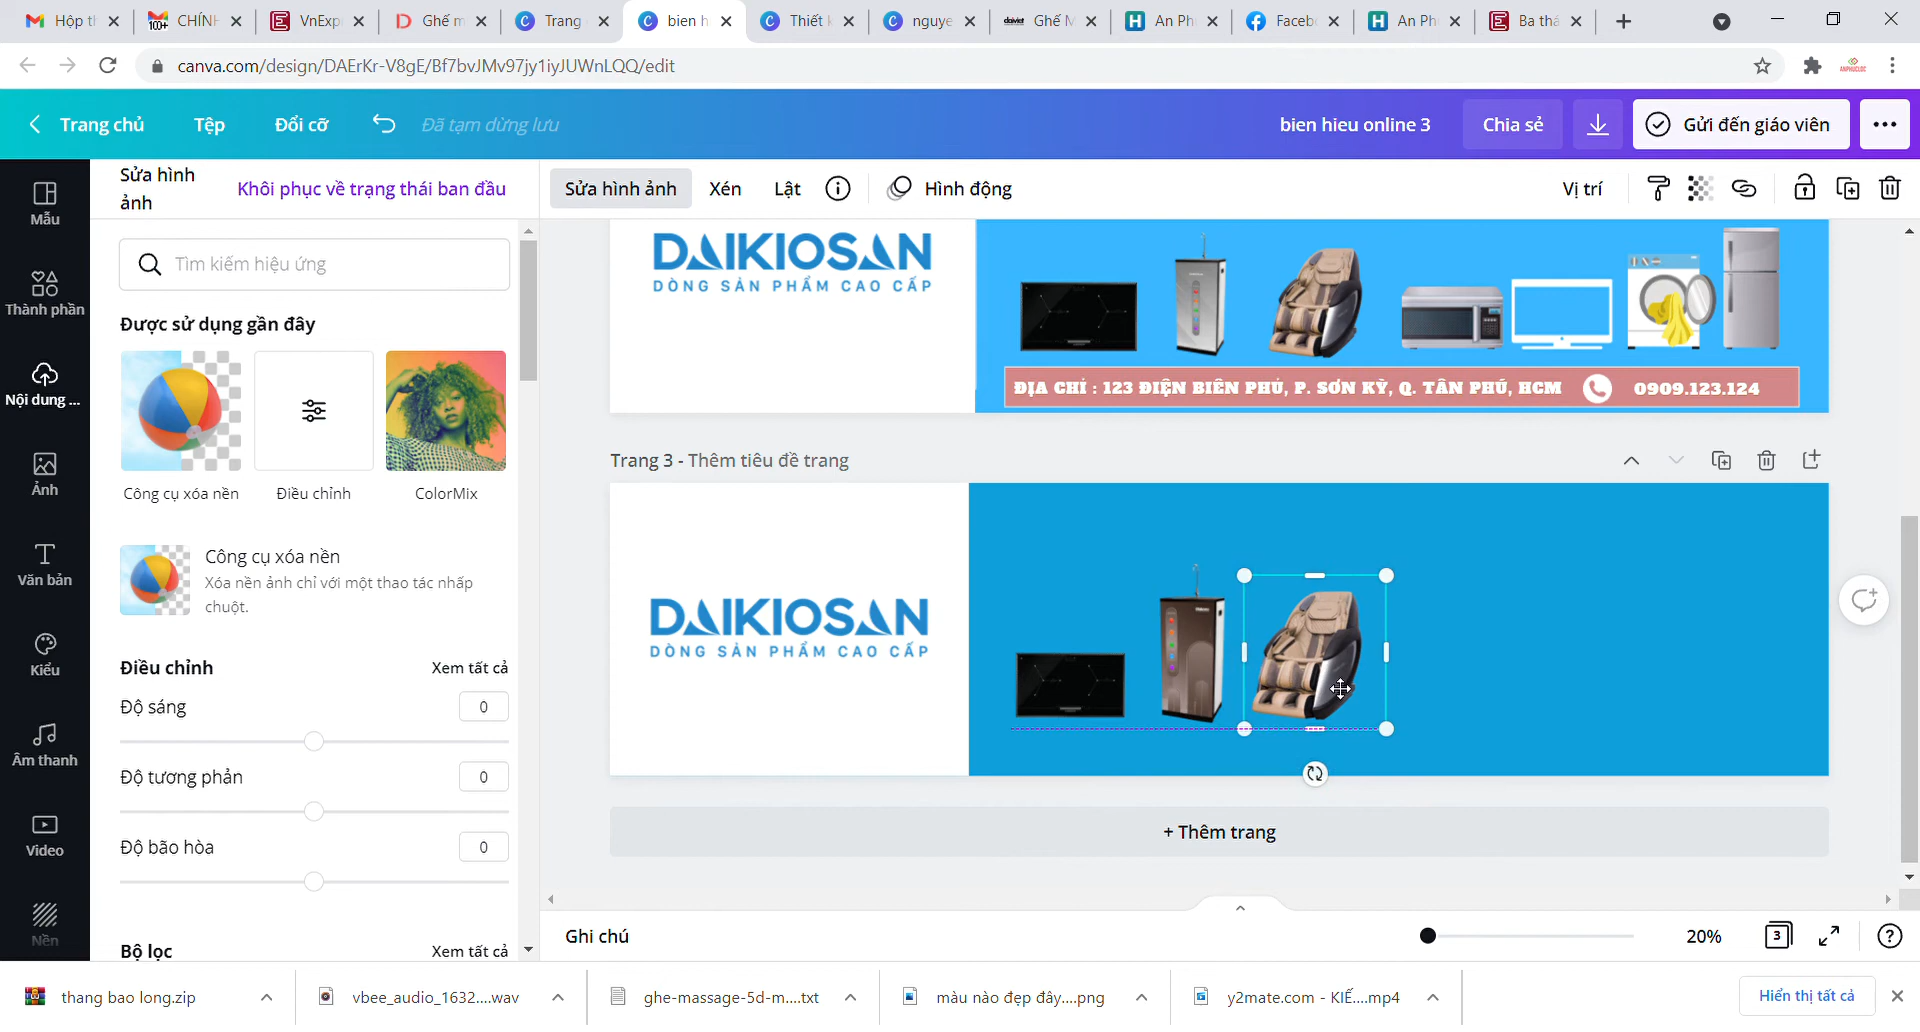 Hộp th
CHÍNH
VnExp
Ghế m
Trang
bien h
Thiết k
nguye
Ghế M
An Ph
Faceb
An Ph
Ba thá
canva.com/design/DAErKr-V8gE/Bf7bvJMv97jy1iyJUWnLQQ/edit
Trang chủ
Tệp
Đổi cỡ
Đã tạm dừng lưu
bien hieu online 3
Chia sẻ
Gửi đến giáo viên
Mẫu
Thành phần
Nội dung ...
Ảnh
Văn bản
Kiểu
Âm thanh
Video
Nền
Sửa hình
ảnh
Khôi phục về trạng thái ban đầu
Tìm kiếm hiệu ứng
Được sử dụng gần đây
Công cụ xóa nền
Điều chỉnh
ColorMix
Công cụ xóa nền
Xóa nền ảnh chỉ với một thao tác nhấp
chuột.
Điều chỉnh
Xem tất cả
Độ sáng
0
Độ tương phản
0
Độ bão hòa
0
Bộ lọc
Xem tất cả
Sửa hình ảnh
Xén
Lật
Hình động
Vị trí
DAIKIOSAN
DÒNG SẢN PHẨM CAO CẤP
ĐỊA CHỈ : 123 ĐIỆN BIÊN PHỦ, P. SƠN KỲ, Q. TÂN PHÚ, HCM
0909.123.124
Trang 3 - Thêm tiêu đề trang
DAIKIOSAN
DÒNG SẢN PHẨM CAO CẤP
+ Thêm trang
Ghi chú
20%
3
thang bao long.zip
vbee_audio_1632....wav
ghe-massage-5d-m....txt
màu nào đẹp đây....png
y2mate.com - KIẾ....mp4
Hiển thị tất cả